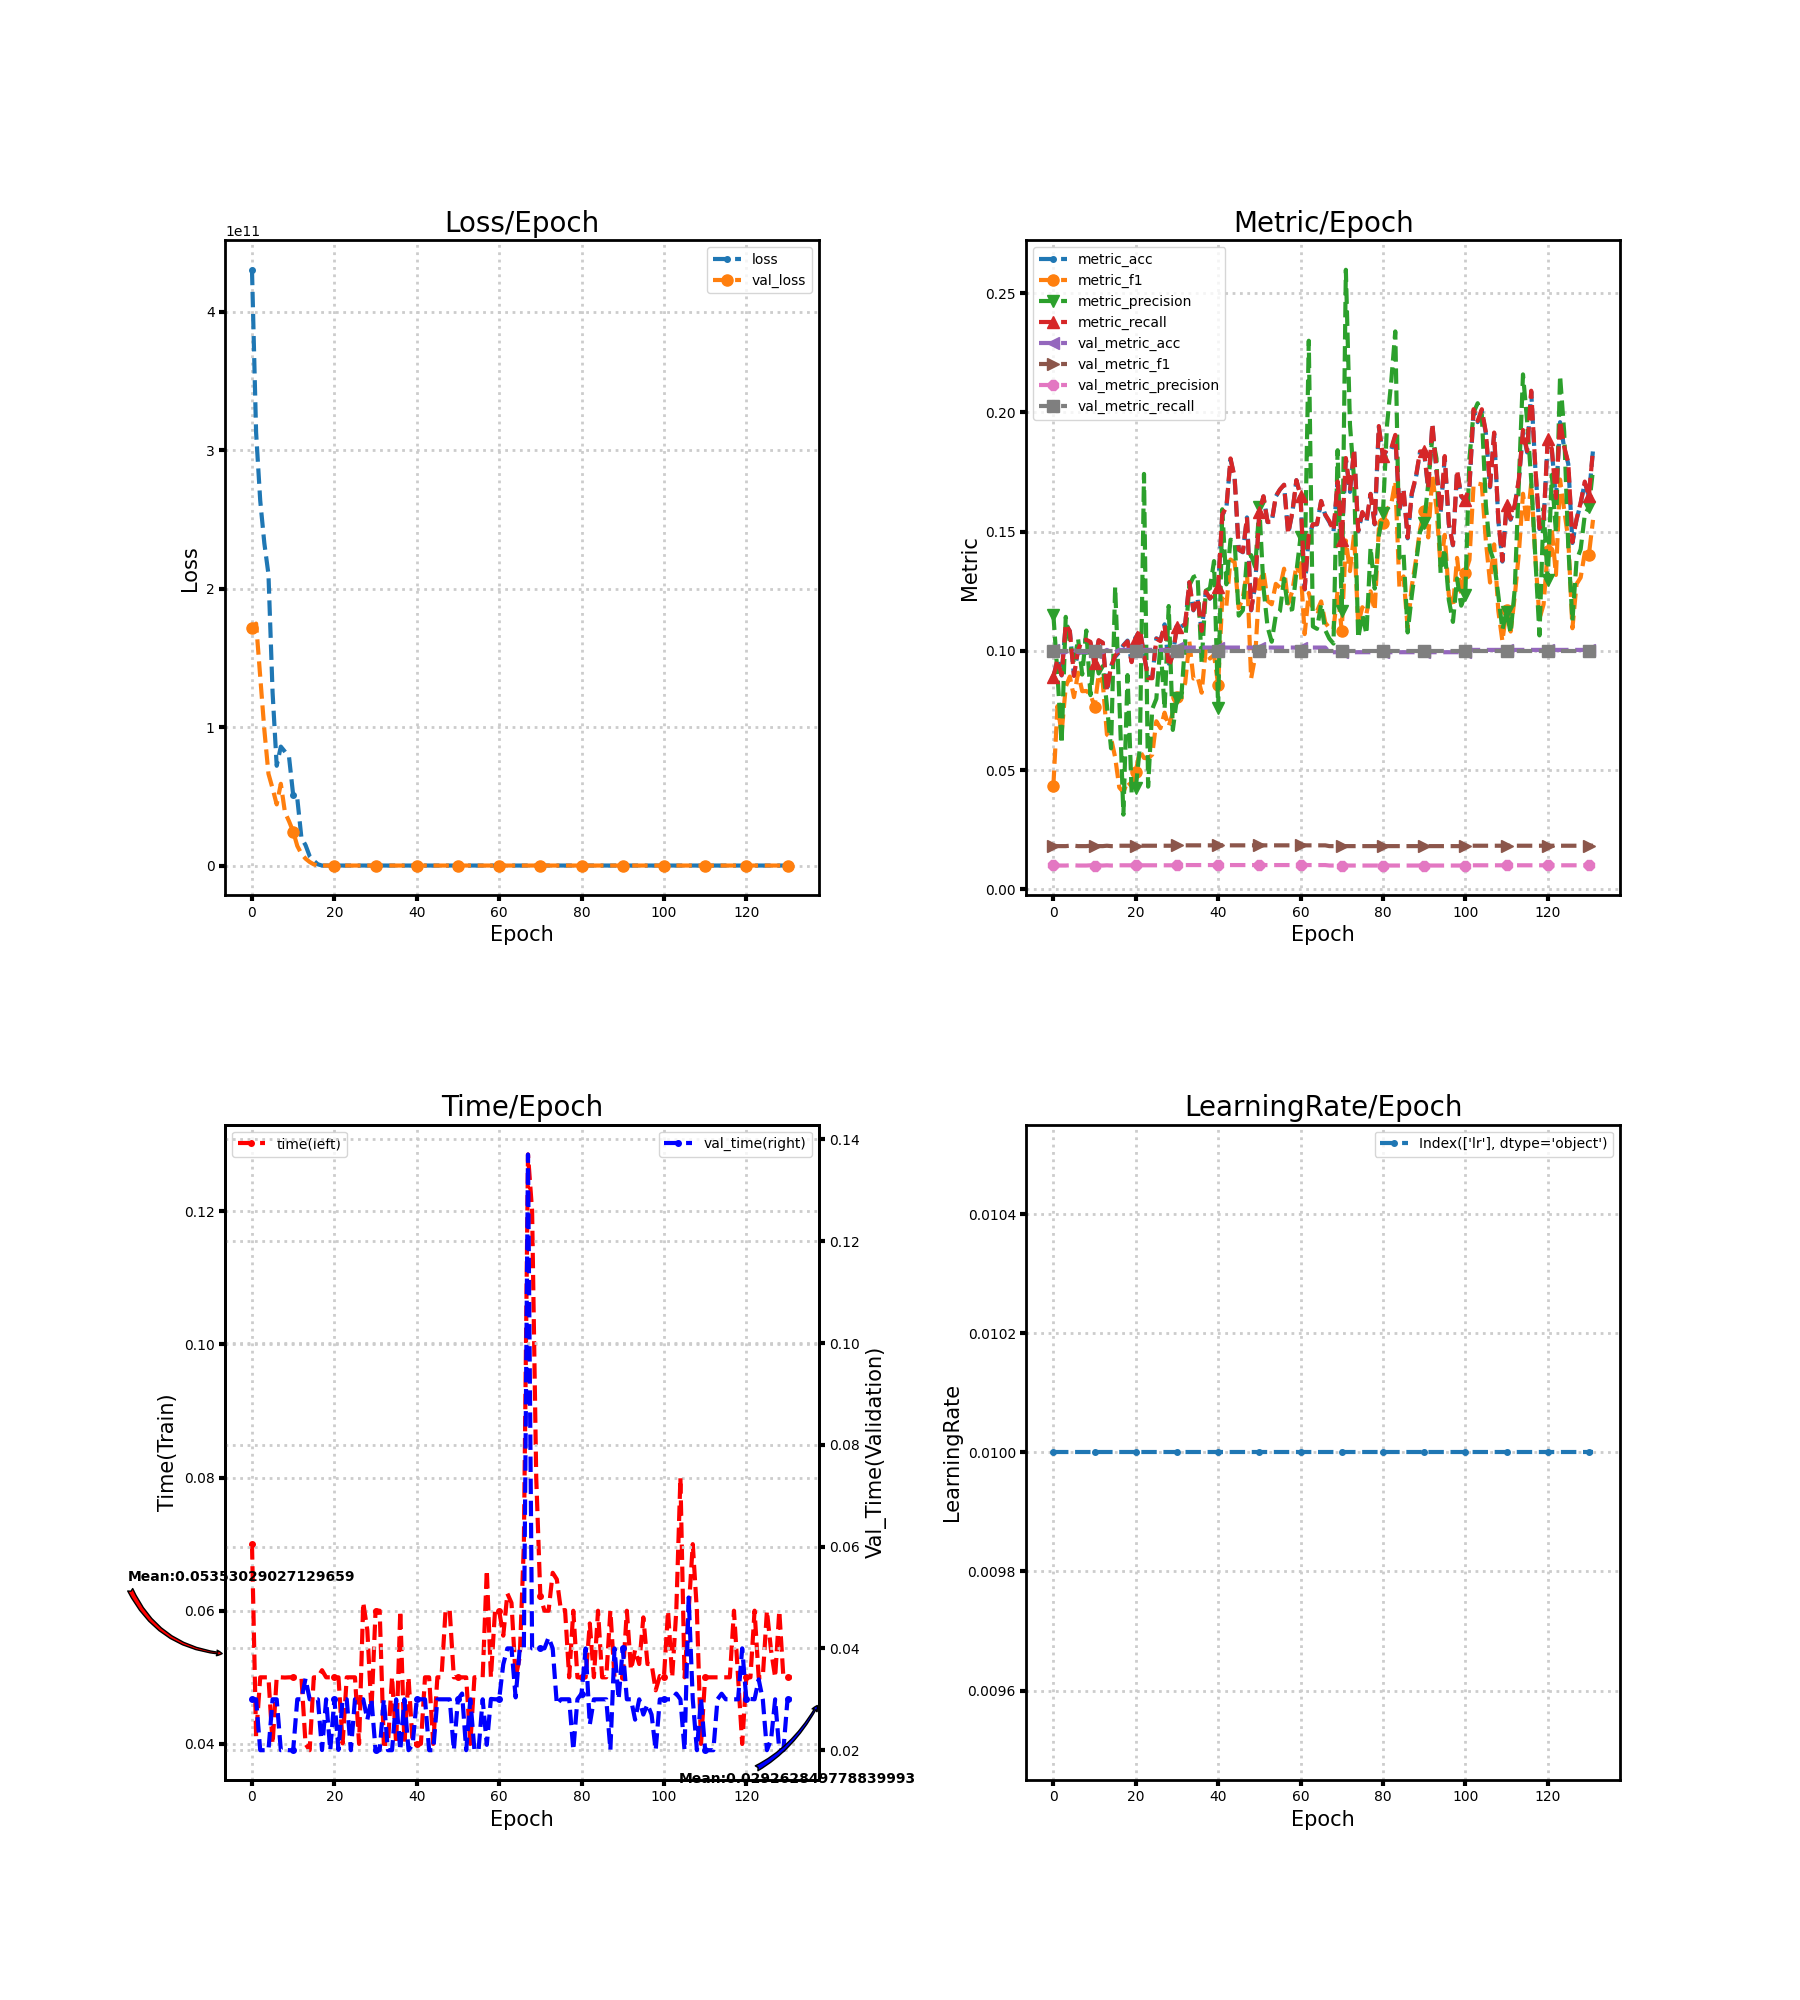 Loss/Epoch
1e11
4
3
2
1
0
Loss
0 20 40 60 80 100 120
Epoch
loss
val_loss
Metric/Epoch
0.25
0.20
0.15
0.10
0.05
0.00
Metric
0 20 40 60 80 100 120
Epoch
metric_acc
metric_f1
metric_precision
metric_recall
val_metric_acc
val_metric_f1
val_metric_precision
val_metric_recall
Time/Epoch
time(left)
val_time(right)
0.12
0.10
0.08
0.06
0.04
Time(Train)
Mean:0.05353029027129659
0.14
0.12
0.10
0.08
0.06
0.04
0.02
Val_Time(Validation)
Mean:0.029262849778839993
0 20 40 60 80 100 120
Epoch
LearningRate/Epoch
Index(['lr'], dtype='object')
0.0104
0.0102
0.0100
0.0098
0.0096
LearningRate
0 20 40 60 80 100 120
Epoch